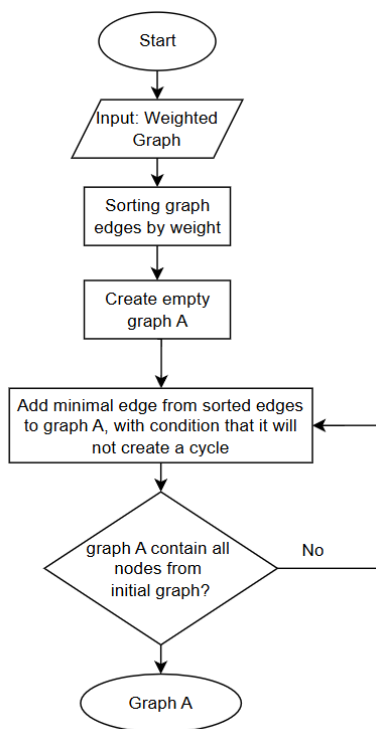 Start
Input: Weighted
Graph
Sorting graph
edges by weight
Create empty
graph A
Add minimal edge from sorted edges
to graph A, with condition that it will
not create a cycle
graph A contain all
nodes from
initial graph?
No
Graph A